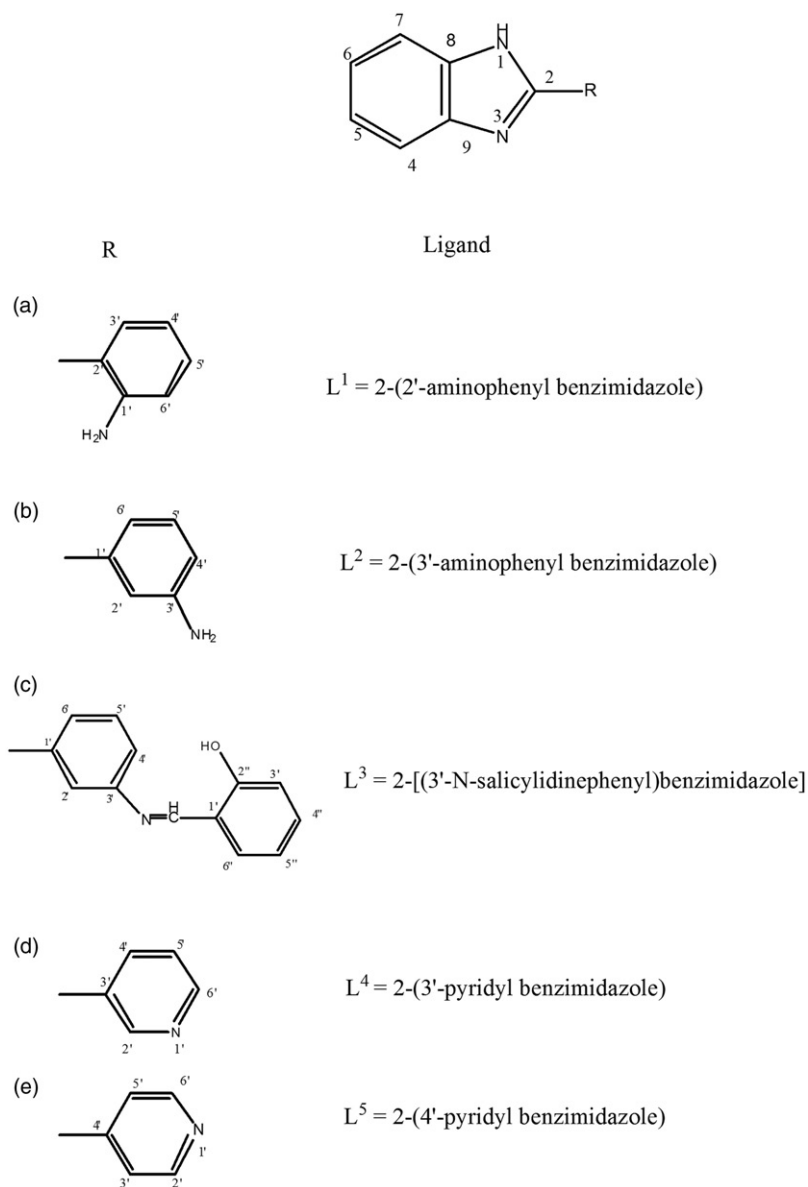 7
H
N
1
8
6
2
R
5
3
N
9
4
R
Ligand
(a)
3'
4'
2'
5'
1'
6'
H2N
L1 = 2-(2'-aminophenyl benzimidazole)
(b)
6'
5'
1'
4'
2'
3'
NH2
L2 = 2-(3'-aminophenyl benzimidazole)
(c)
6'
5'
HO
1'
4'
2''
3'
2'
3'
N
H
C
1'
4''
6''
5''
L3 = 2-[(3'-N-salicylidinephenyl)benzimidazole]
(d)
4'
5'
3'
6'
2'
N
1'
L4 = 2-(3'-pyridyl benzimidazole)
(e)
5'
6'
4'
N
1'
3'
2'
L5 = 2-(4'-pyridyl benzimidazole)